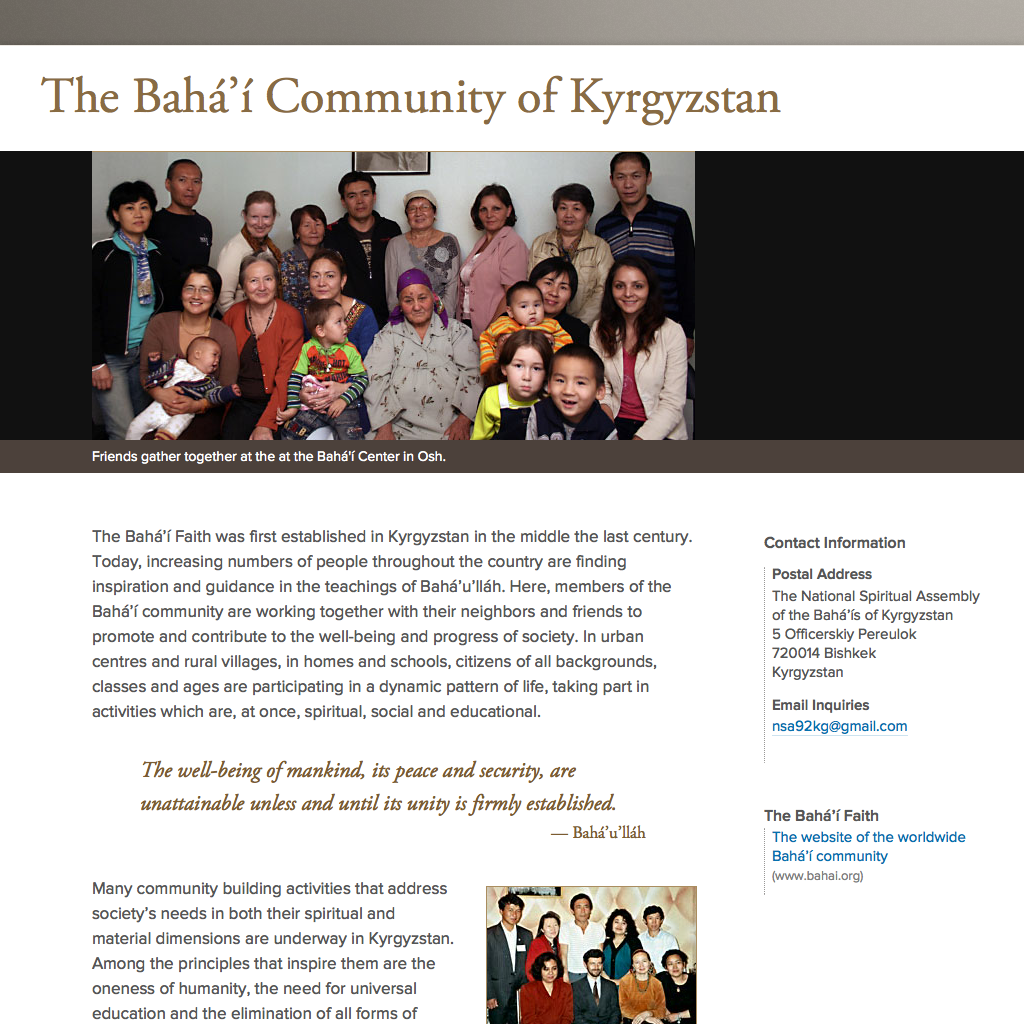 The Bahá’í Community of Kyrgyzstan
Friends gather together at the at the Bahá'í Center in Osh.
The Bahá’í Faith was first established in Kyrgyzstan in the middle the last century.
Today, increasing numbers of people throughout the country are finding
inspiration and guidance in the teachings of Bahá’u’lláh. Here, members of the
Bahá’í community are working together with their neighbors and friends to
promote and contribute to the well-being and progress of society. In urban
centres and rural villages, in homes and schools, citizens of all backgrounds,
classes and ages are participating in a dynamic pattern of life, taking part in
activities which are, at once, spiritual, social and educational.
The well-being of mankind, its peace and security, are
unattainable unless and until its unity is firmly established.
— Bahá’u’lláh
Many community building activities that address
society’s needs in both their spiritual and
material dimensions are underway in Kyrgyzstan.
Among the principles that inspire them are the
oneness of humanity, the need for universal
education and the elimination of all forms of
Contact Information
Postal Address
The National Spiritual Assembly
of the Bahá’ís of Kyrgyzstan
5 Officerskiy Pereulok
720014 Bishkek
Kyrgyzstan
Email Inquiries
nsa92kg@gmail.com
The Bahá’í Faith
The website of the worldwide
Bahá’í community
(www.bahai.org)